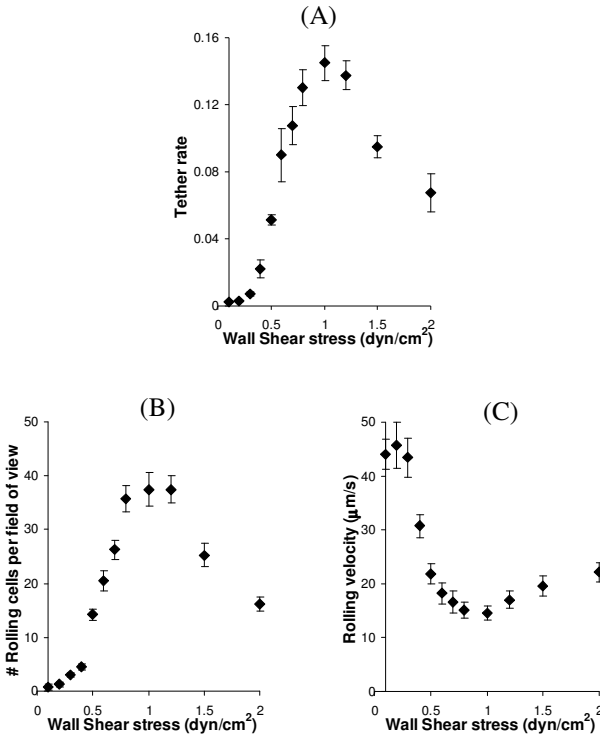 (A)
0.16
0.12
0.08
0.04
0
Tether rate
0 0.5 1 1.5 2
Wall Shear stress (dyn/cm²)
(B)
50
40
30
20
10
0
# Rolling cells per field of view
0 0.5 1 1.5 2
Wall Shear stress (dyn/cm²)
(C)
50
40
30
20
10
0
Rolling velocity (μm/s)
0 0.5 1 1.5 2
Wall Shear stress (dyn/cm²)